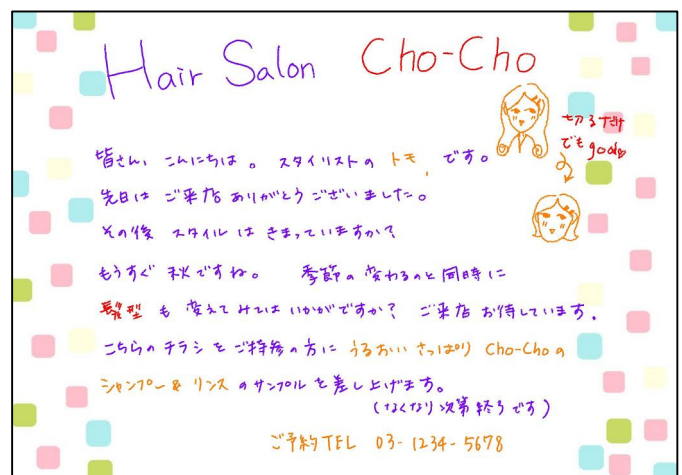 Hair Salon Cho-Cho
切るだけ
でもgood♡
皆さん、こんにちは。スタイリストの トモ、です。
先日は ご来店ありがとうございました。
その後 スタイルは きまっていますか?
もうすぐ 秋ですね。 季節の変わるのと同時に
髪型も 変えてみてはいかがですか? ご来店お待しています。
こちらのチラシをご持参の方に うるおいさっぱり Cho-Choの
シャンプー&リンスのサンプルを差し上げます。
(なくなり次第終了です)
ご予約TEL 03-1234-5678